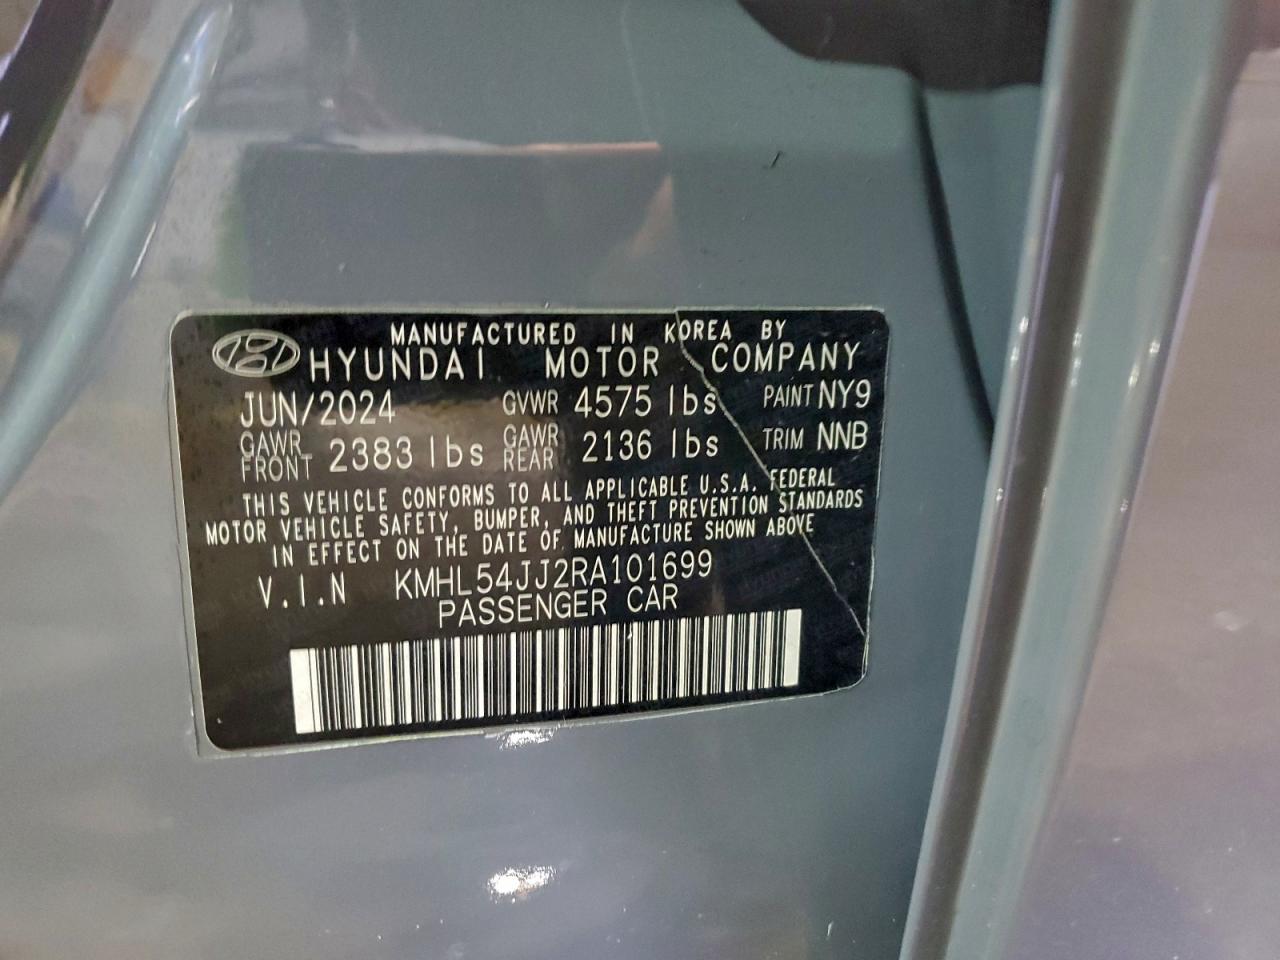 MANUFACTURED IN KOREA BY
HYUNDAI MOTOR COMPANY
JUN/2024 GVWR 4575 lbs PAINT NY9
GAWR FRONT 2383 lbs GAWR REAR 2136 lbs TRIM NNB
THIS VEHICLE CONFORMS TO ALL APPLICABLE U.S.A. FEDERAL
MOTOR VEHICLE SAFETY, BUMPER, AND THEFT PREVENTION STANDARDS
IN EFFECT ON THE DATE OF MANUFACTURE SHOWN ABOVE
V.I.N KMHL54JJ2RA101699
PASSENGER CAR